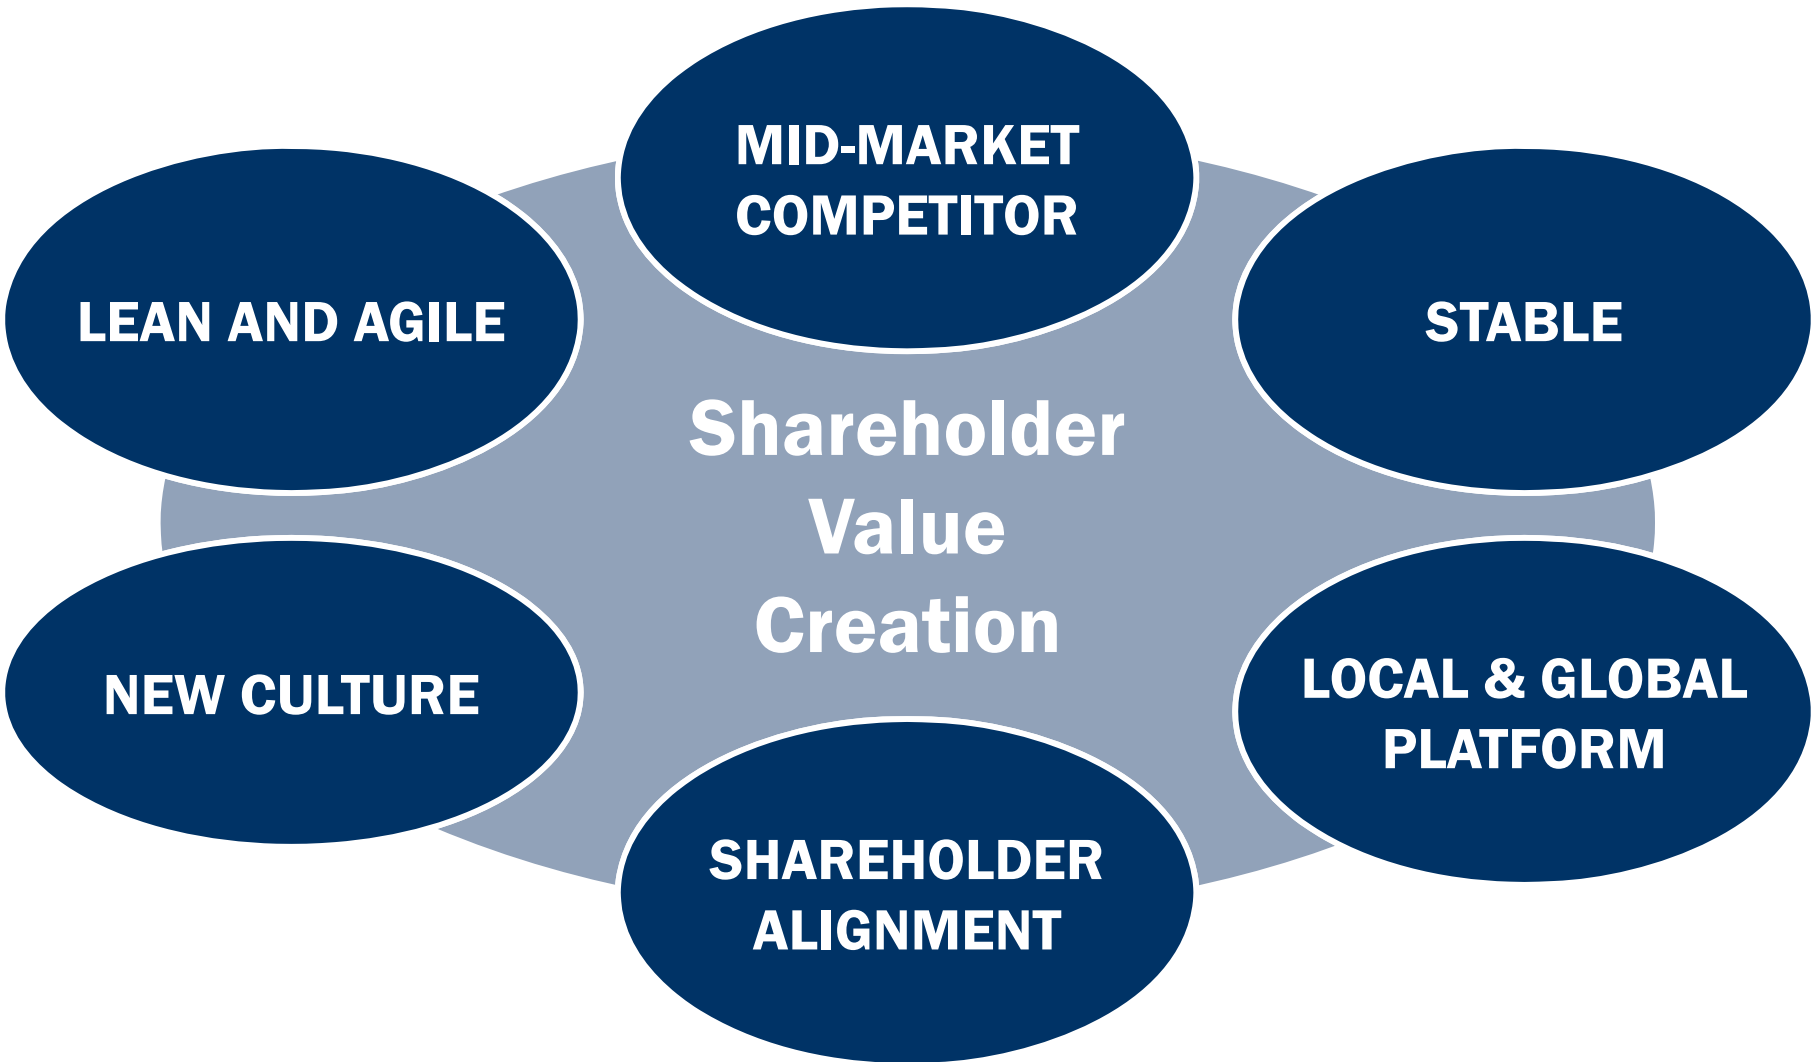 MID-MARKET
COMPETITOR
LEAN AND AGILE
STABLE
Shareholder
Value
Creation
NEW CULTURE
LOCAL & GLOBAL
PLATFORM
SHAREHOLDER
ALIGNMENT